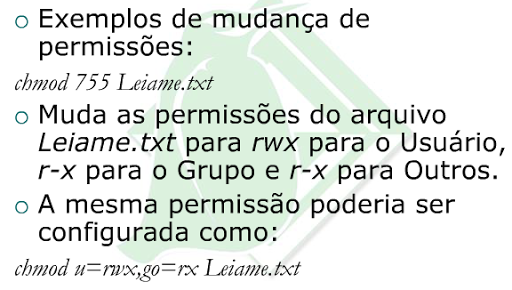 ○ Exemplos de mudança de
permissões:
chmod 755 Leiame.txt
○ Muda as permissões do arquivo
Leiame.txt para rwx para o Usuário,
r-x para o Grupo e r-x para Outros.
○ A mesma permissão poderia ser
configurada como:
chmod u=rwx,go=rx Leiame.txt